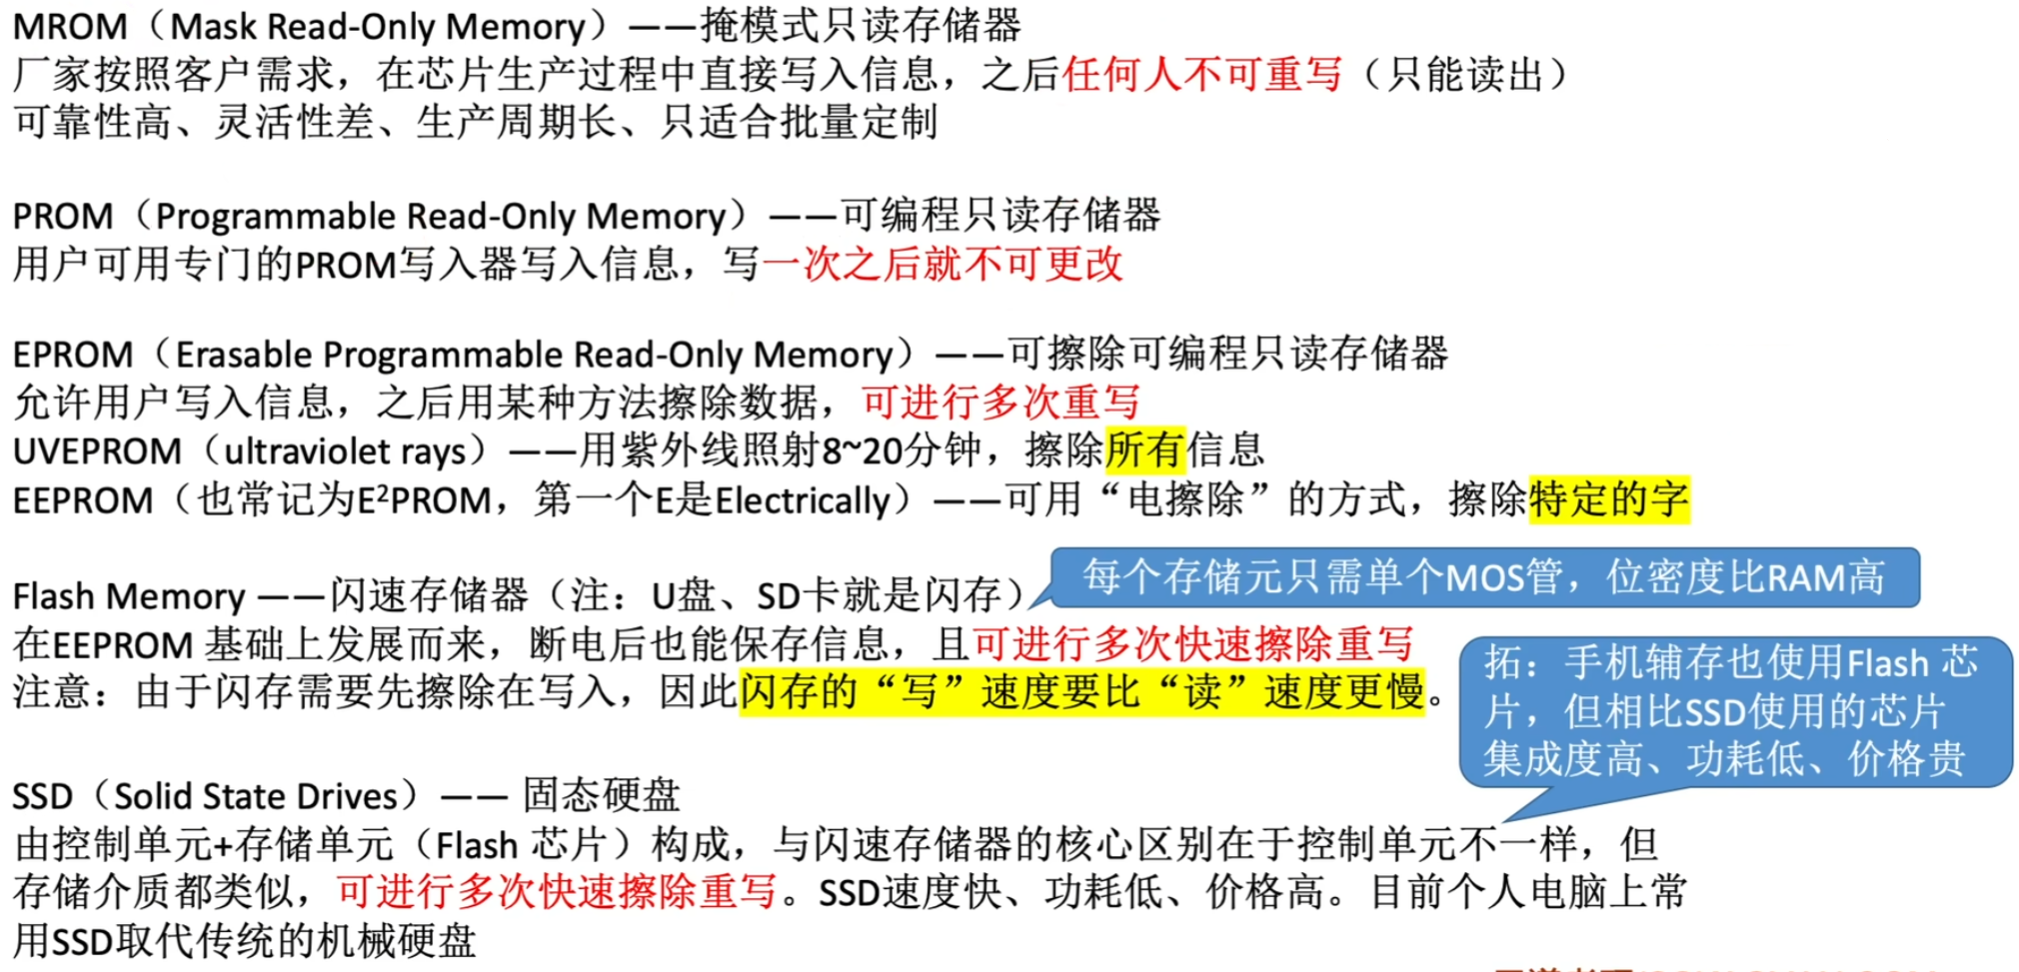 MROM（Mask Read-Only Memory）——掩模式只读存储器
厂家按照客户需求，在芯片生产过程中直接写入信息，之后任何人不可重写（只能读出）
可靠性高、灵活性差、生产周期长、只适合批量定制
PROM（Programmable Read-Only Memory）——可编程只读存储器
用户可用专门的PROM写入器写入信息，写一次之后就不可更改
EPROM（Erasable Programmable Read-Only Memory）——可擦除可编程只读存储器
允许用户写入信息，之后用某种方法擦除数据，可进行多次重写
UVEPROM（ultraviolet rays）——用紫外线照射8~20分钟，擦除所有信息
EEPROM（也常记为E²PROM，第一个E是Electrically）——可用“电擦除”的方式，擦除特定的字
每个存储元只需单个MOS管，位密度比RAM高
Flash Memory ——闪速存储器（注：U盘、SD卡就是闪存）
在EEPROM 基础上发展而来，断电后也能保存信息，且可进行多次快速擦除重写
注意：由于闪存需要先擦除在写入，因此闪存的“写”速度要比“读”速度更慢。
拓：手机辅存也使用Flash 芯
片，但相比SSD使用的芯片
集成度高、功耗低、价格贵
SSD（Solid State Drives）—— 固态硬盘
由控制单元+存储单元（Flash 芯片）构成，与闪速存储器的核心区别在于控制单元不一样，但
存储介质都类似，可进行多次快速擦除重写。SSD速度快、功耗低、价格高。目前个人电脑上常
用SSD取代传统的机械硬盘